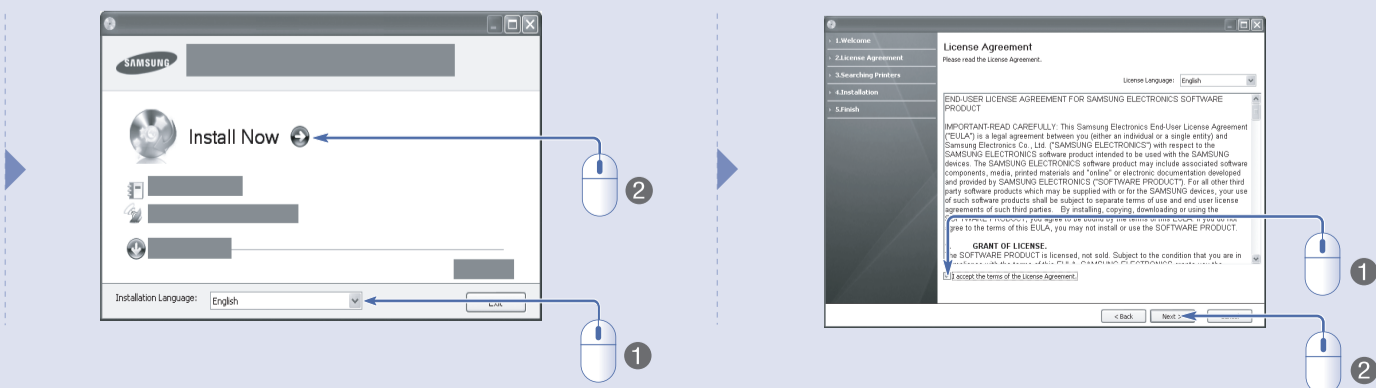 SAMSUNG
Install Now
2
Installation Language: English
1
1.Welcome
2.License Agreement
3.Searching Printers
4.Installation
5.Finish
License Agreement
Please read the License Agreement.
License Language: English
END-USER LICENSE AGREEMENT FOR SAMSUNG ELECTRONICS SOFTWARE
PRODUCT
IMPORTANT-READ CAREFULLY: This Samsung Electronics End-User License Agreement
("EULA") is a legal agreement between you (either an individual or a single entity) and
Samsung Electronics Co., Ltd. ("SAMSUNG ELECTRONICS") with respect to the
SAMSUNG ELECTRONICS software product intended to be used with the SAMSUNG
devices. The SAMSUNG ELECTRONICS software product may include associated software
components, media, printed materials and "online" or electronic documentation developed
and provided by SAMSUNG ELECTRONICS ("SOFTWARE PRODUCT"). For all other third
party software products which may be supplied with or for the SAMSUNG devices, your use
of such software products shall be subject to separate terms of use and end user license
agreements of such third parties. By installing, copying, downloading or using the
SOFTWARE PRODUCT, you agree to be bound by the terms of this EULA. If you do not
agree to the terms of this EULA, you may not install or use the SOFTWARE PRODUCT.
GRANT OF LICENSE.
The SOFTWARE PRODUCT is licensed, not sold. Subject to the condition that you are in
I accept the terms of the License Agreement.
1
< Back Next >
2